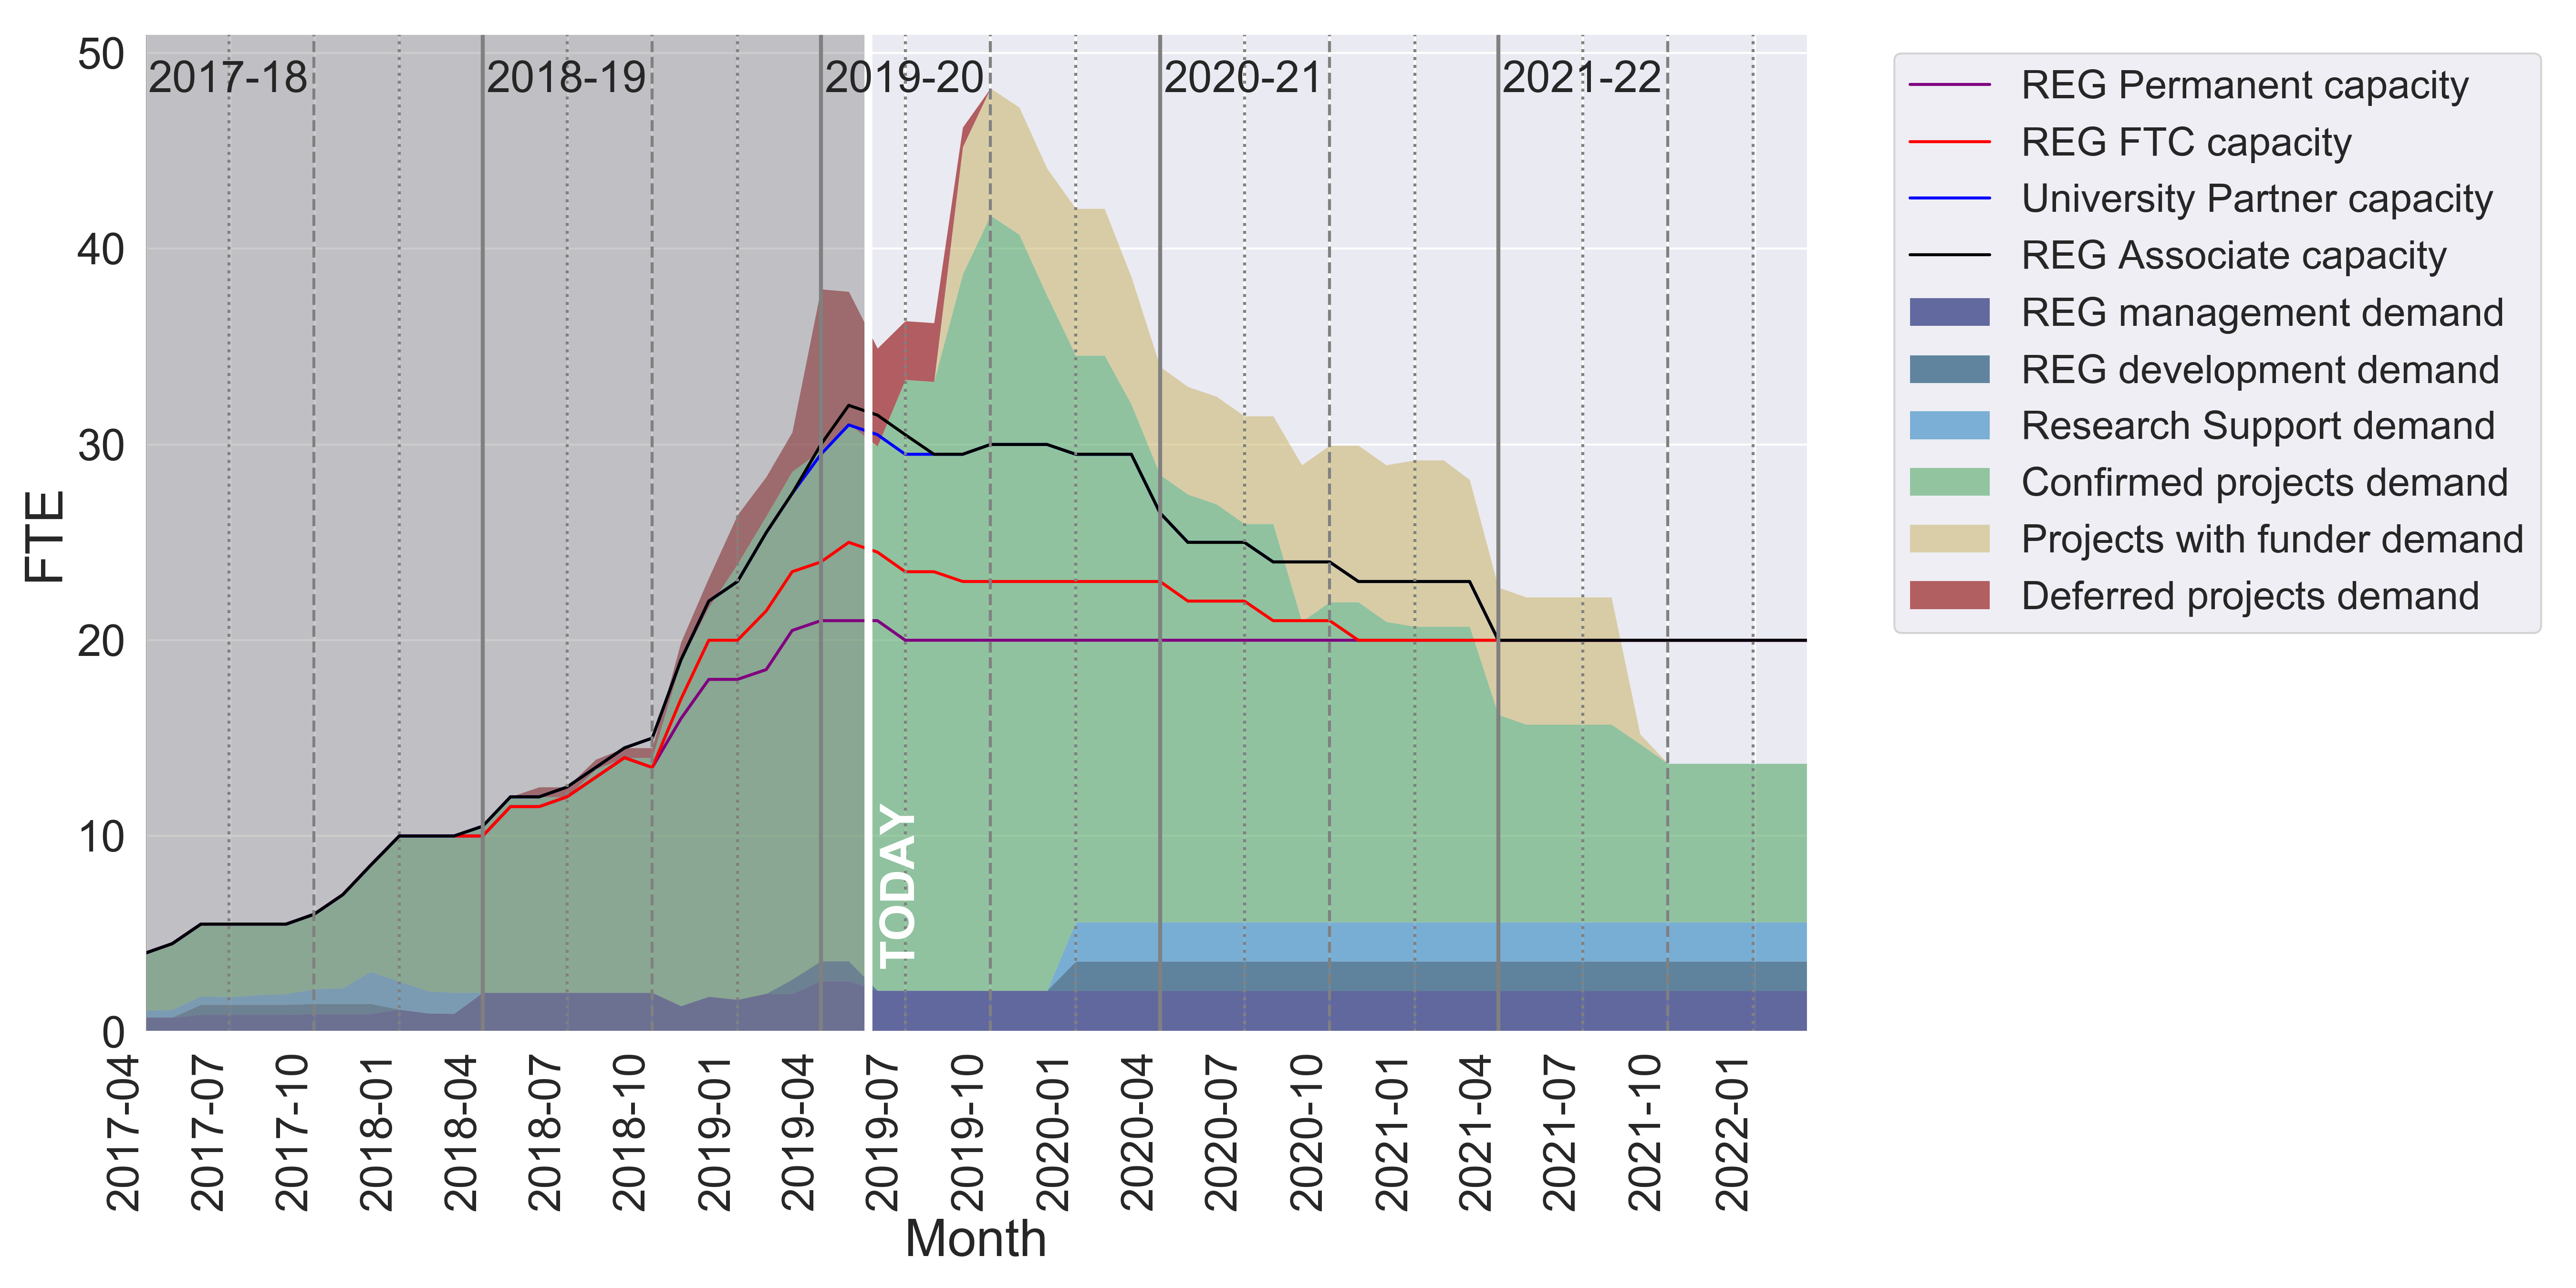 2017-18
2018-19
2019-20
2020-21
2021-22
50
40
30
20
10
0
FTE
TODAY
2017-04
2017-07
2017-10
2018-01
2018-04
2018-07
2018-10
2019-01
2019-04
2019-07
2019-10
2020-01
2020-04
2020-07
2020-10
2021-01
2021-04
2021-07
2021-10
2022-01
Month
REG Permanent capacity
REG FTC capacity
University Partner capacity
REG Associate capacity
REG management demand
REG development demand
Research Support demand
Confirmed projects demand
Projects with funder demand
Deferred projects demand